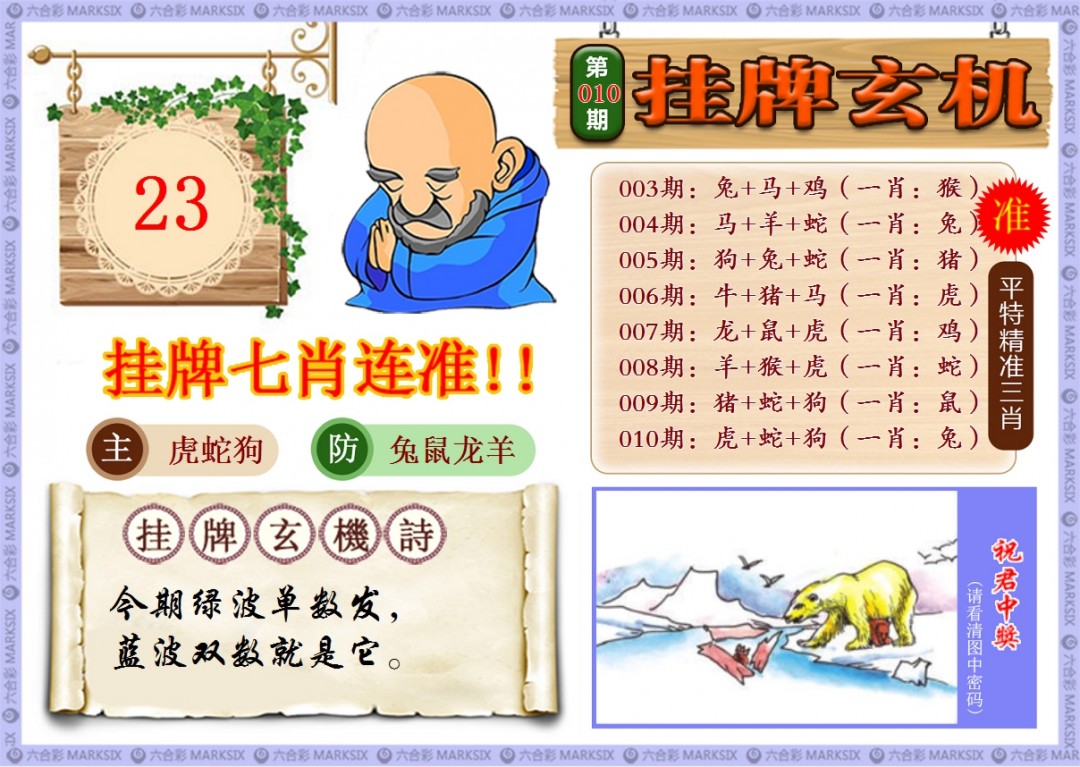 六合彩 MARKSIX
第010期
挂牌玄机
23
挂牌七肖连准!!
主 虎蛇狗
防 兔鼠龙羊
挂牌玄機詩
今期绿波单数发，
蓝波双数就是它。
003期：兔+马+鸡（一肖：猴）
004期：马+羊+蛇（一肖：兔）
005期：狗+兔+蛇（一肖：猪）
006期：牛+猪+马（一肖：虎）
007期：龙+鼠+虎（一肖：鸡）
008期：羊+猴+虎（一肖：蛇）
009期：猪+蛇+狗（一肖：鼠）
010期：虎+蛇+狗（一肖：兔）
准
平特精准三肖
祝君中獎
（请看清图中密码）